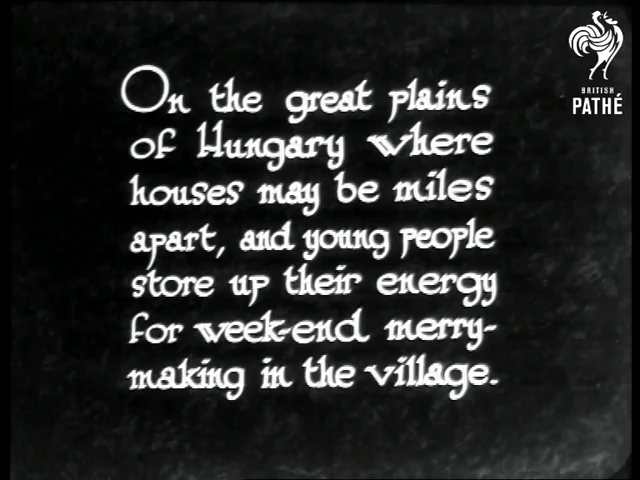 On the great plains
of Hungary where
houses may be miles
apart, and young people
store up their energy
for week-end merry-
making in the village.
BRITISH
PATHÉ